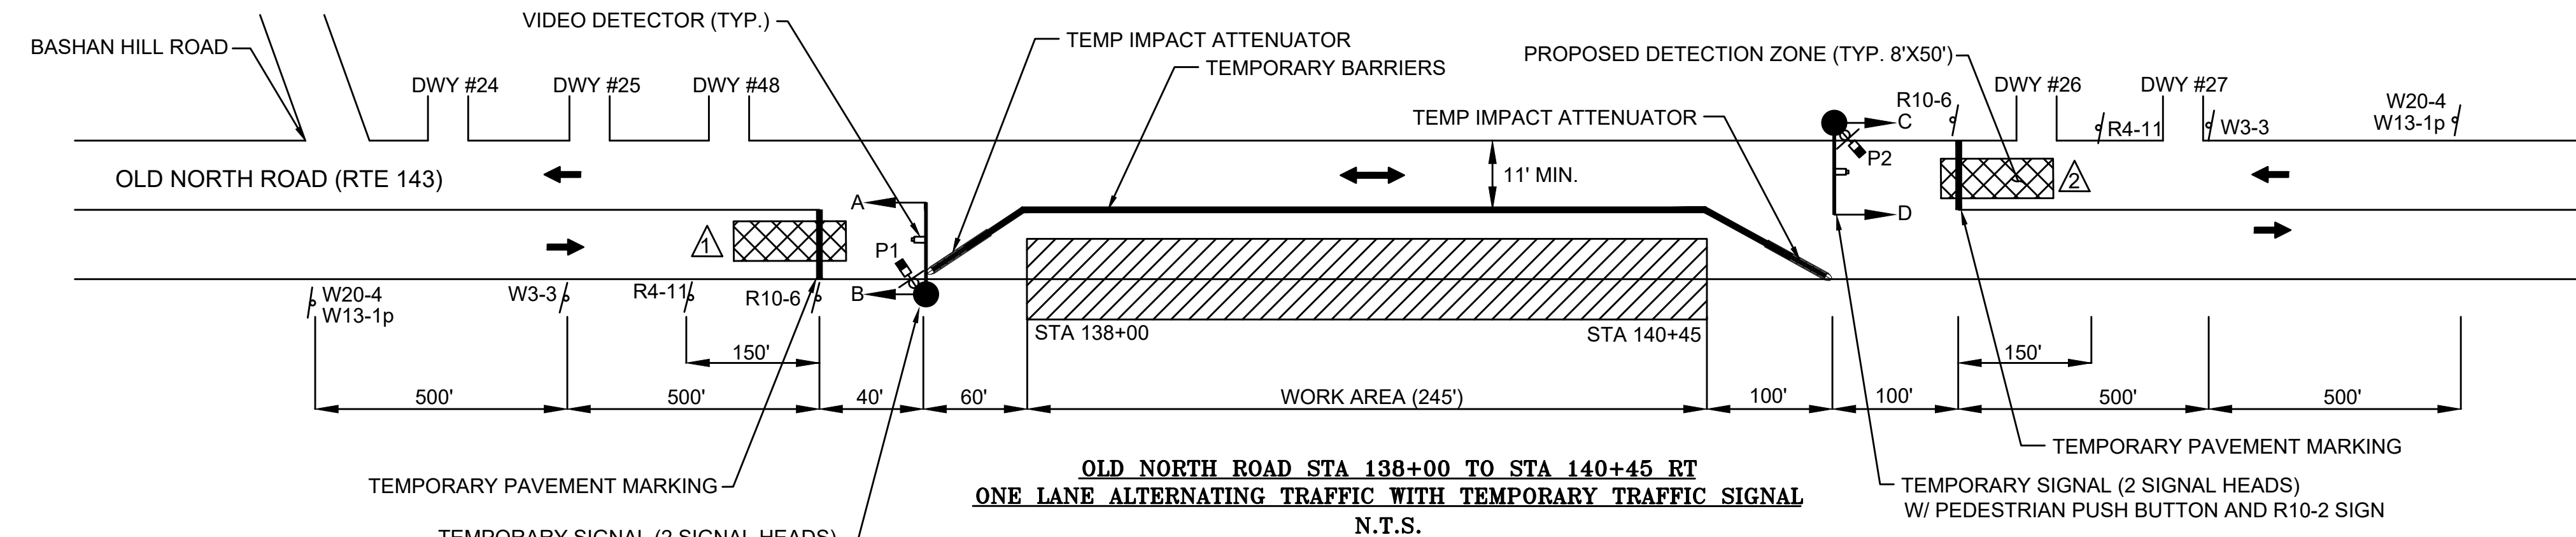 VIDEO DETECTOR (TYP.)
BASHAN HILL ROAD
TEMP IMPACT ATTENUATOR
TEMPORARY BARRIERS
PROPOSED DETECTION ZONE (TYP. 8'X50')
DWY #24
DWY #25
DWY #48
TEMP IMPACT ATTENUATOR
R10-6
DWY #26
DWY #27
W20-4
W13-1p
C
R4-11
W3-3
P2
OLD NORTH ROAD (RTE 143)
11' MIN.
2
A
D
1
P1
B
W20-4
W13-1p
W3-3
R4-11
R10-6
STA 138+00
STA 140+45
150'
150'
500'
500'
40'
60'
WORK AREA (245')
100'
100'
500'
500'
TEMPORARY PAVEMENT MARKING
OLD NORTH ROAD STA 138+00 TO STA 140+45 RT
ONE LANE ALTERNATING TRAFFIC WITH TEMPORARY TRAFFIC SIGNAL
N.T.S.
TEMPORARY PAVEMENT MARKING
TEMPORARY SIGNAL (2 SIGNAL HEADS)
W/ PEDESTRIAN PUSH BUTTON AND R10-2 SIGN
TEMPORARY SIGNAL (2 SIGNAL HEADS)